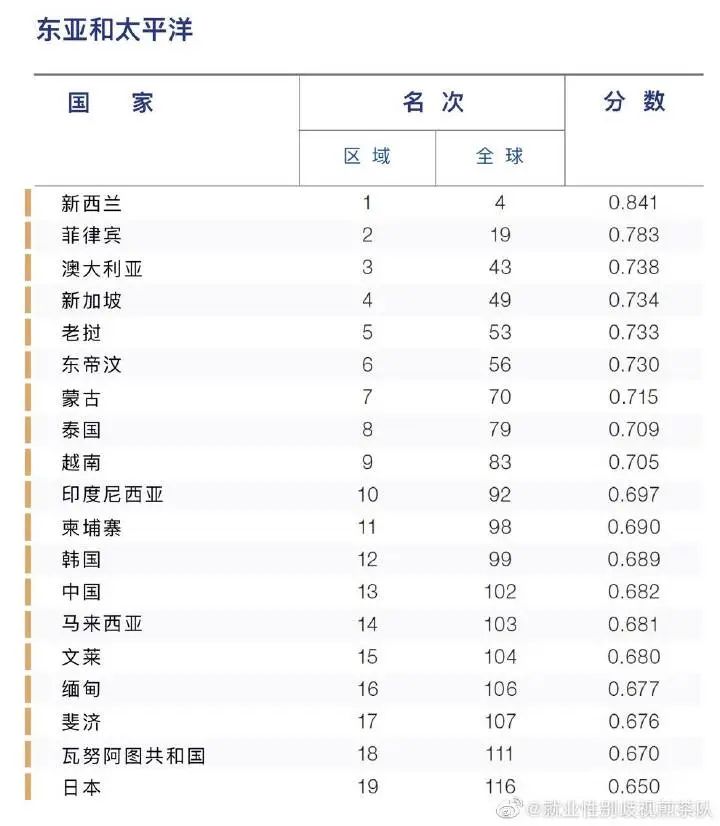 东亚和太平洋
国 家 名 次 分 数
区 域 全 球
新西兰 1 4 0.841
菲律宾 2 19 0.783
澳大利亚 3 43 0.738
新加坡 4 49 0.734
老挝 5 53 0.733
东帝汶 6 56 0.730
蒙古 7 70 0.715
泰国 8 79 0.709
越南 9 83 0.705
印度尼西亚 10 92 0.697
柬埔寨 11 98 0.690
韩国 12 99 0.689
中国 13 102 0.682
马来西亚 14 103 0.681
文莱 15 104 0.680
缅甸 16 106 0.677
斐济 17 107 0.676
瓦努阿图共和国 18 111 0.670
日本 19 116 0.650
@就业性别歧视监察队